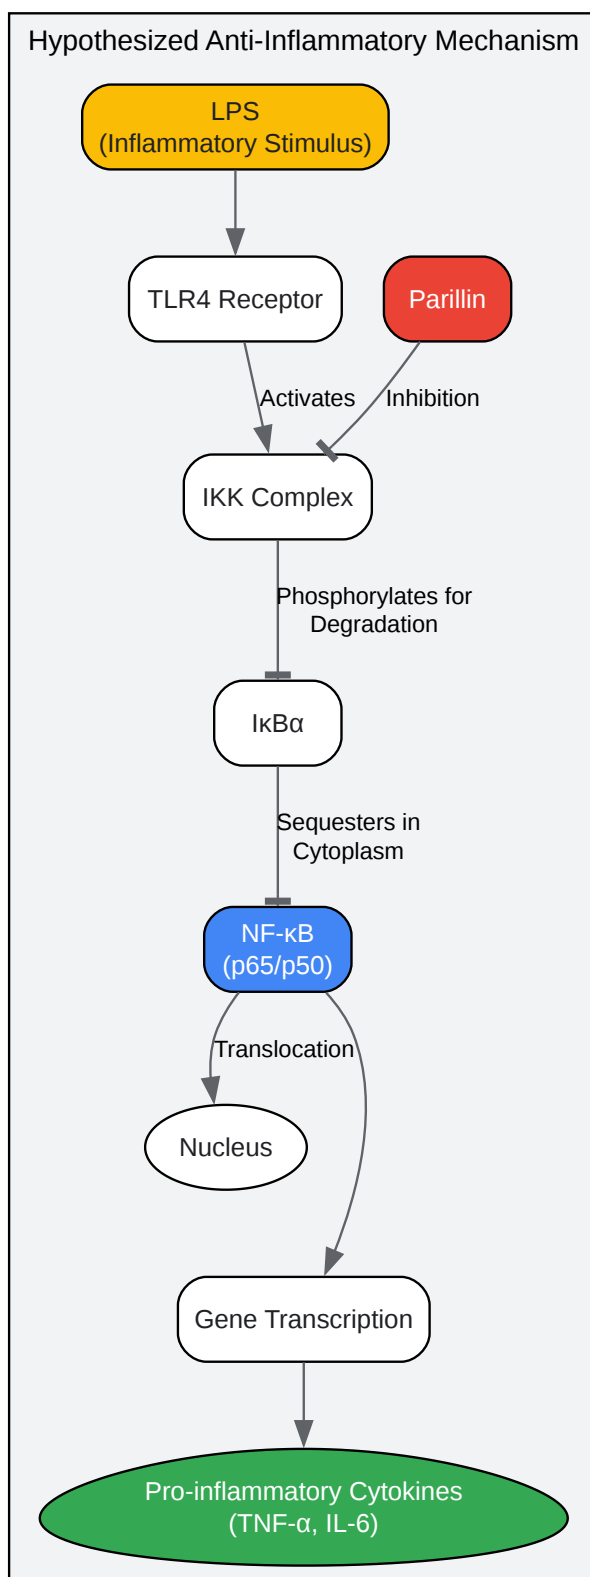 Hypothesized Anti-Inflammatory Mechanism
LPS
(Inflammatory Stimulus)
TLR4 Receptor
Parillin
Activates
Inhibition
IKK Complex
Phosphorylates for
Degradation
IκBα
Sequesters in
Cytoplasm
NF-κB
(p65/p50)
Translocation
Nucleus
Gene Transcription
Pro-inflammatory Cytokines
(TNF-α, IL-6)